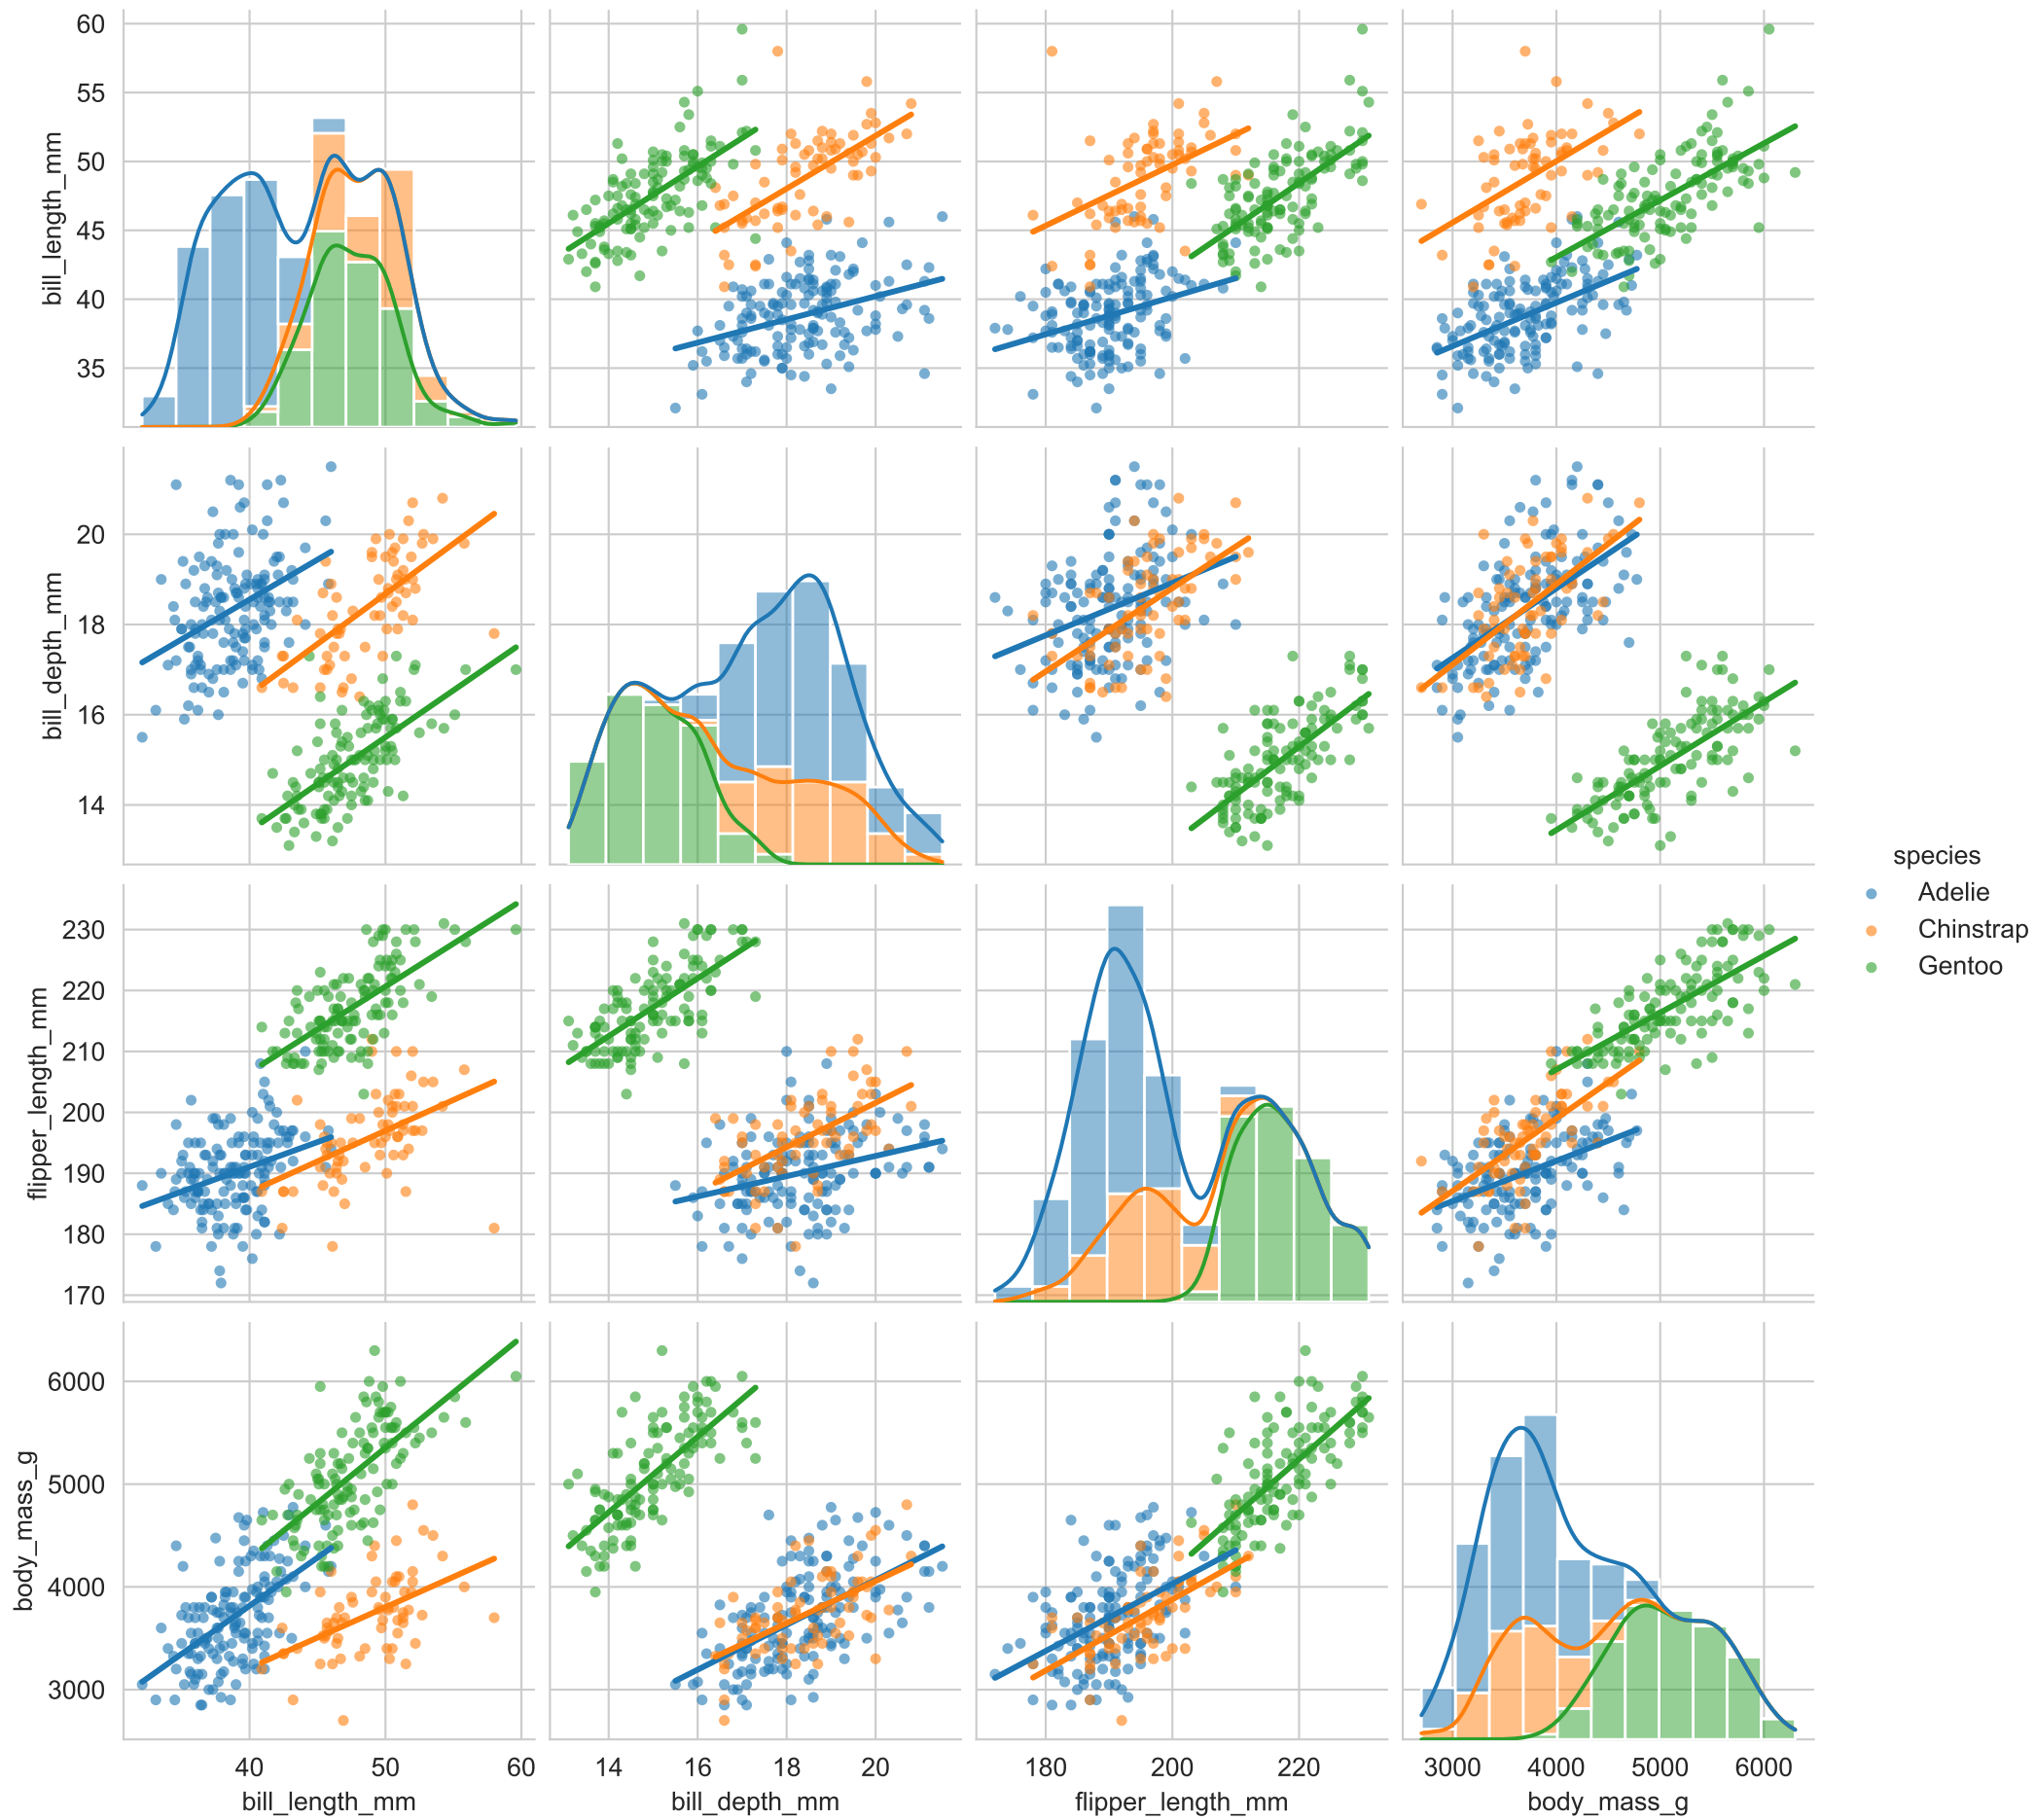 60
55
50
45
40
35
bill_length_mm
20
18
16
14
bill_depth_mm
230
220
210
200
190
180
170
flipper_length_mm
6000
5000
4000
3000
body_mass_g
40 50 60
bill_length_mm
14 16 18 20
bill_depth_mm
180 200 220
flipper_length_mm
3000 4000 5000 6000
body_mass_g
species
Adelie
Chinstrap
Gentoo